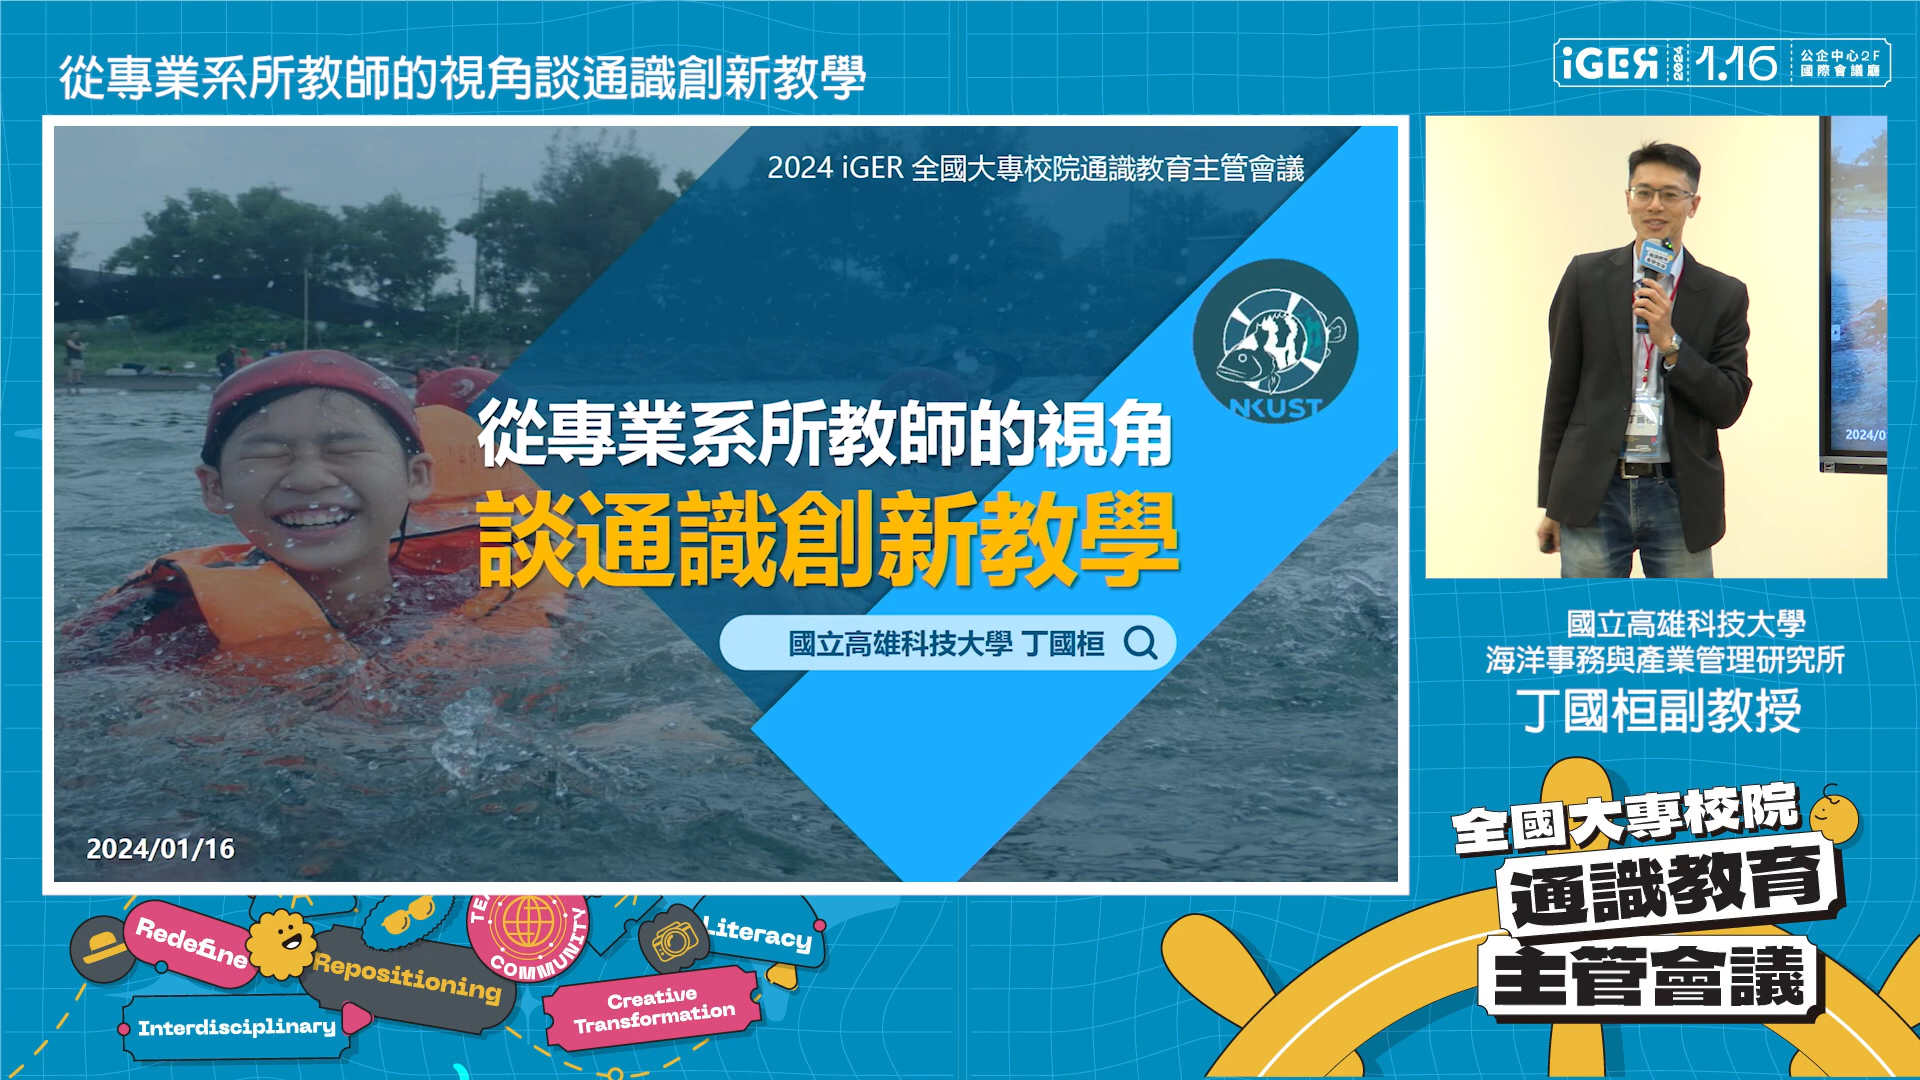 從專業系所教師的視角談通識創新教學
iGER 2024 1.16 公企中心2F
國際會議廳
2024 iGER 全國大專校院通識教育主管會議
NKUST
從專業系所教師的視角
談通識創新教學
國立高雄科技大學 丁國桓
2024/01/16
2024/0
國立高雄科技大學
海洋事務與產業管理研究所
丁國桓副教授
全國大專校院
通識教育
主管會議
Redefine
Repositioning
TEA
COMMUNITY
Literacy
Interdisciplinary
Creative
Transformation